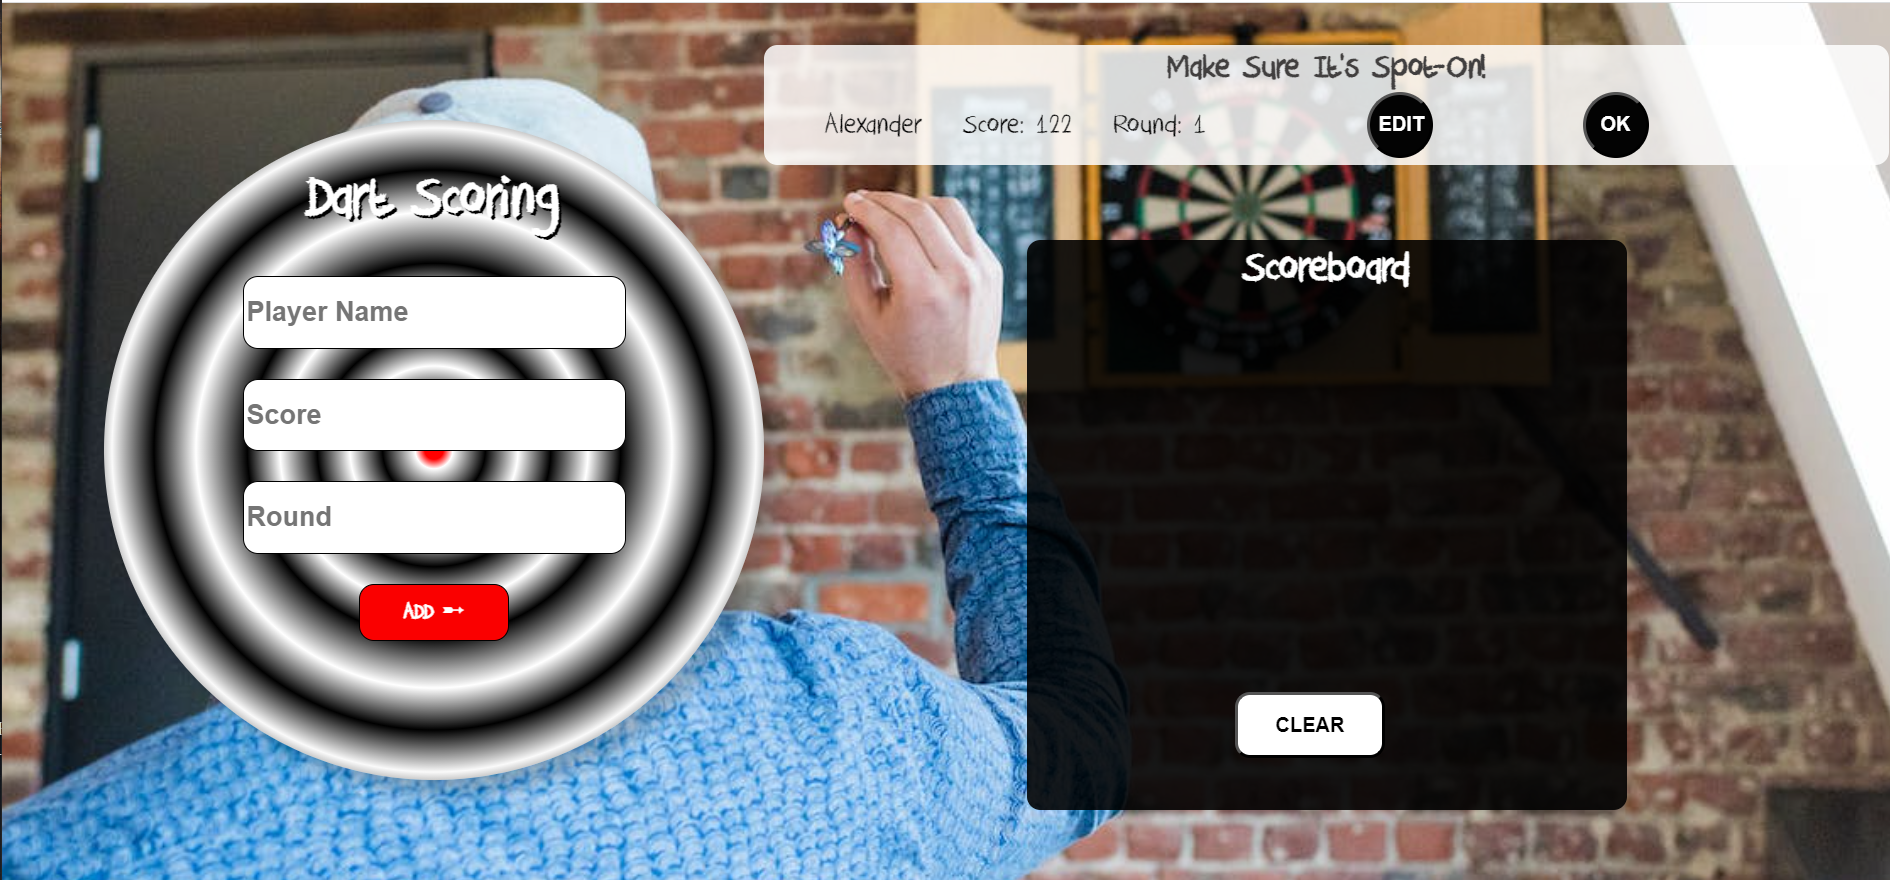 Make Sure It's Spot-On!
Alexander Score: 122 Round: 1 EDIT OK
Dart Scoring
Player Name
Score
Round
ADD ➵
Scoreboard
CLEAR